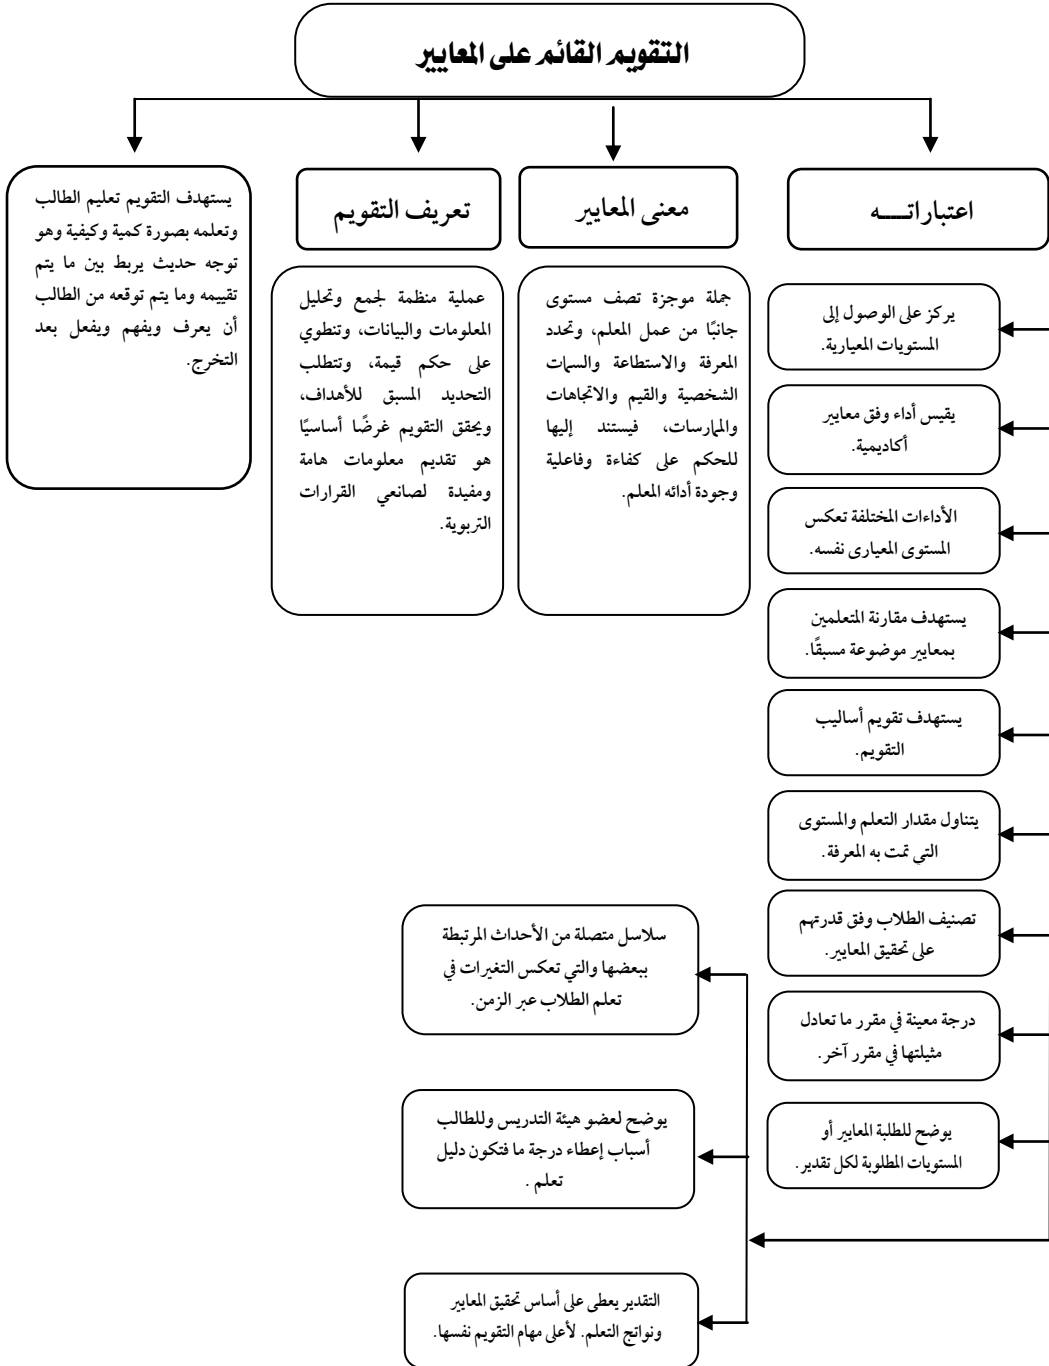 التقويم القائم على المعايير
اعتباراتــــه
معنى المعايير
تعريف التقويم
يستهدف التقويم تعليم الطالب
وتعلمه بصورة كمية وكيفية وهو
توجه حديث يربط بين ما يتم
تقييمه وما يتم توقعه من الطالب
أن يعرف ويفهم ويفعل بعد
التخرج.
جملة موجزة تصف مستوى
جانبًا من عمل المعلم، وتحدد
المعرفة والاستطاعة والسمات
الشخصية والقيم والاتجاهات
والممارسات، فيستند إليها
للحكم على كفاءة وفاعلية
وجودة أدائه المعلم.
عملية منظمة لجمع وتحليل
المعلومات والبيانات، وتنطوي
على حكم قيمة، وتتطلب
التحديد المسبق للأهداف،
ويحقق التقويم غرضًا أساسيًا
هو تقديم معلومات هامة
ومفيدة لصانعي القرارات
التربوية.
يركز على الوصول إلى
المستويات المعيارية.
يقيس أداء وفق معايير
أكاديمية.
الأداءات المختلفة تعكس
المستوى المعيارى نفسه.
يستهدف مقارنة المتعلمين
بمعايير موضوعة مسبقًا.
يستهدف تقويم أساليب
التقويم.
يتناول مقدار التعلم والمستوى
التي تمت به المعرفة.
تصنيف الطلاب وفق قدرتهم
على تحقيق المعايير.
درجة معينة في مقرر ما تعادل
مثيلتها في مقرر آخر.
يوضح للطلبة المعايير أو
المستويات المطلوبة لكل تقدير.
سلاسل متصلة من الأحداث المرتبطة
ببعضها والتي تعكس التغيرات في
تعلم الطلاب عبر الزمن.
يوضح لعضو هيئة التدريس وللطالب
أسباب إعطاء درجة ما فتكون دليل
تعلم .
التقدير يعطى على أساس تحقيق المعايير
ونواتج التعلم. لأعلى مهام التقويم نفسها.